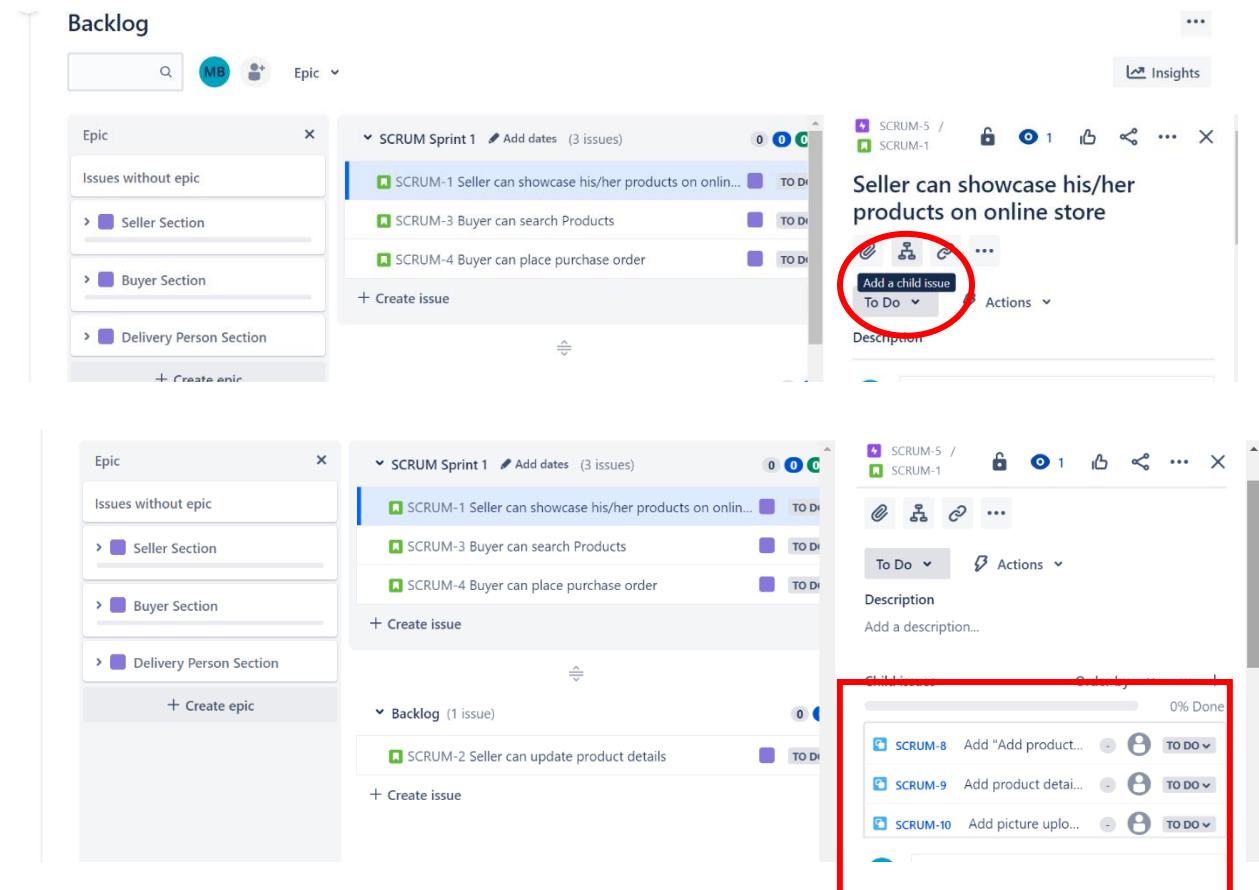 Backlog
MB
Epic
Insights
Epic
Issues without epic
Seller Section
Buyer Section
Delivery Person Section
+ Create epic
SCRUM Sprint 1 Add dates (3 issues) 0 0 0
SCRUM-1 Seller can showcase his/her products on onlin... TO D
SCRUM-3 Buyer can search Products TO D
SCRUM-4 Buyer can place purchase order TO D
+ Create issue
SCRUM-5 /
SCRUM-1
1
Seller can showcase his/her
products on online store
Add a child issue
To Do
Actions
Description
Epic
Issues without epic
Seller Section
Buyer Section
Delivery Person Section
+ Create epic
SCRUM Sprint 1 Add dates (3 issues) 0 0 0
SCRUM-1 Seller can showcase his/her products on onlin... TO D
SCRUM-3 Buyer can search Products TO D
SCRUM-4 Buyer can place purchase order TO D
+ Create issue
Backlog (1 issue) 0
SCRUM-2 Seller can update product details TO D
+ Create issue
SCRUM-5 /
SCRUM-1
1
To Do
Actions
Description
Add a description...
Child issues Order by
0% Done
SCRUM-8 Add "Add product... - TO DO
SCRUM-9 Add product detai... - TO DO
SCRUM-10 Add picture uplo... - TO DO